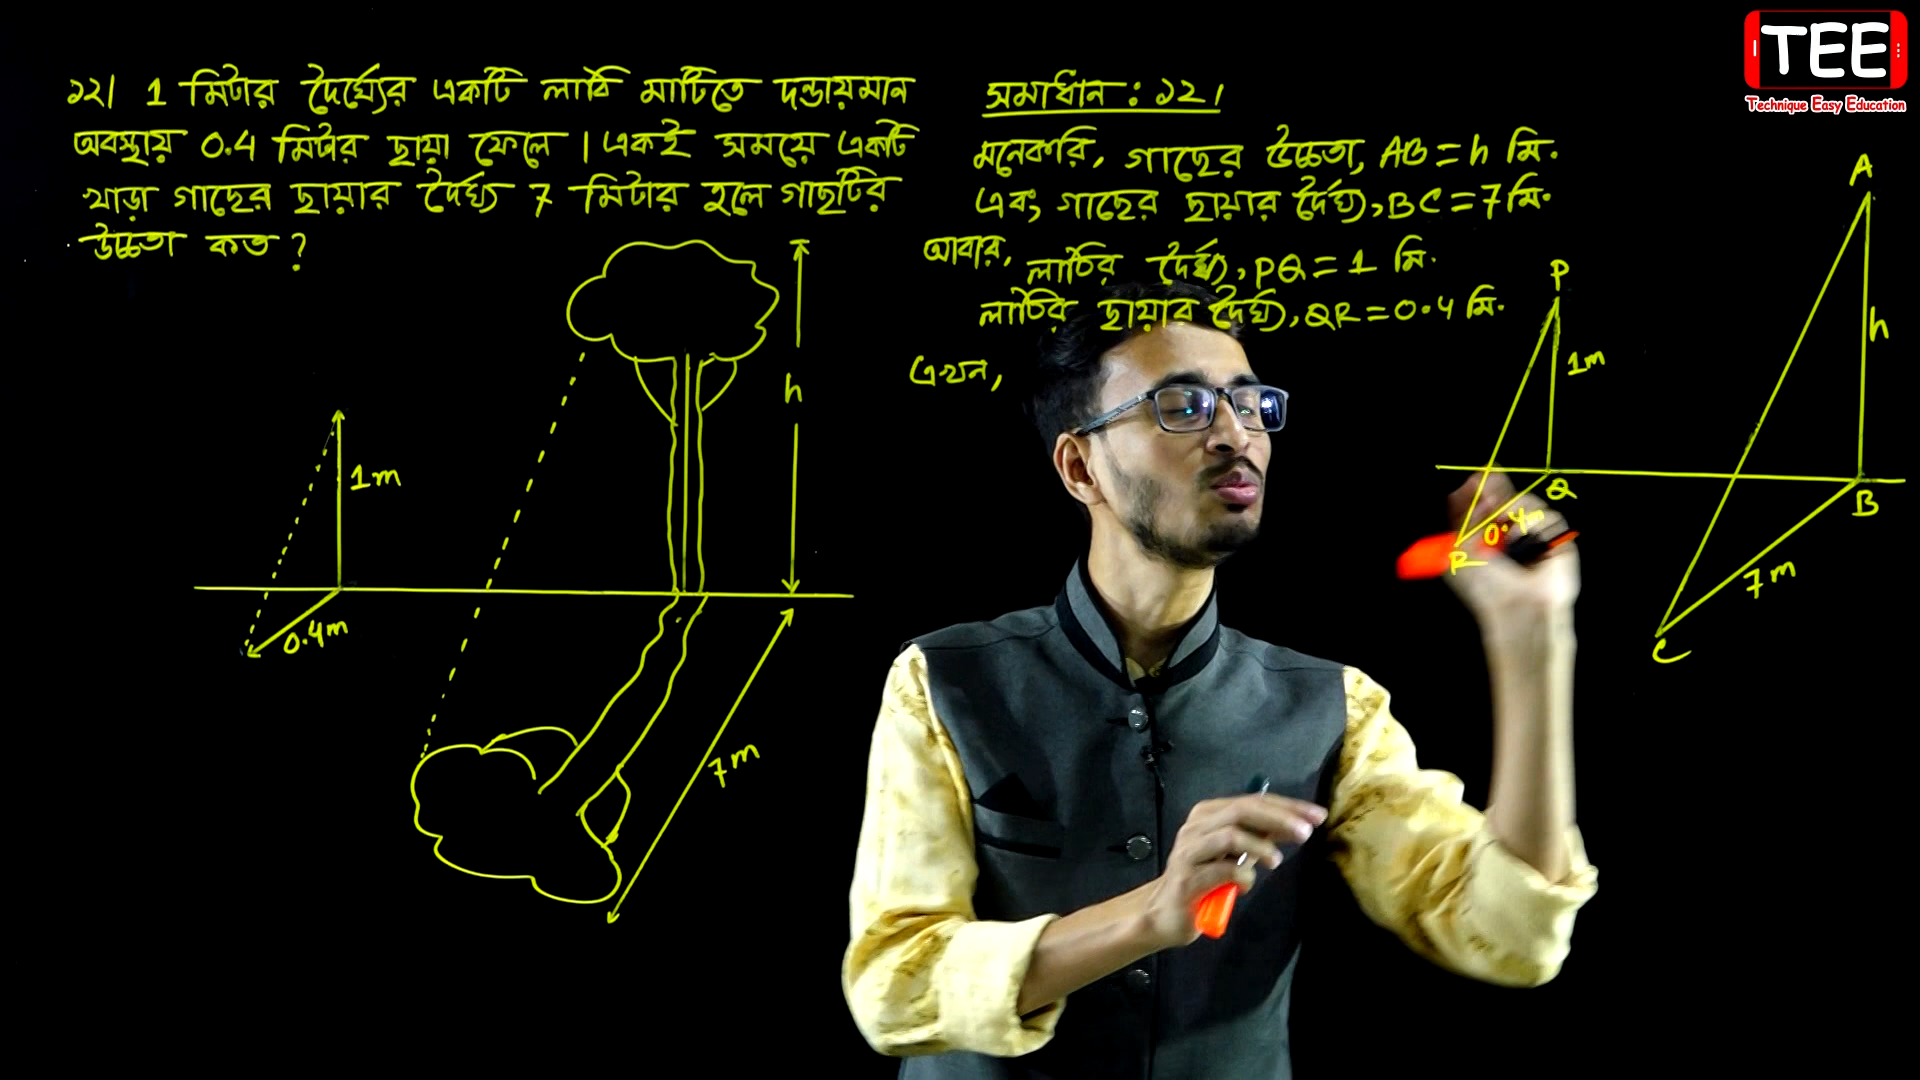 TEE
Technique Easy Education
১২। 1 মিটার দৈর্ঘ্যের একটি লাঠি মাটিতে দন্ডায়মান
অবস্থায় 0.4 মিটার ছায়া ফেলে। একই সময়ে একটি
খাড়া গাছের ছায়ার দৈর্ঘ্য 7 মিটার হলে গাছটির
উচ্চতা কত?
1m
0.4m
h
7m
সমাধান: ১২।
মনেকরি, গাছের উচ্চতা, AB = h মি.
এবং গাছের ছায়ার দৈর্ঘ্য, BC = 7 মি.
আবার, লাঠির দৈর্ঘ্য, PQ = 1 মি.
লাঠির ছায়ার দৈর্ঘ্য, QR = 0.4 মি.
এখন,
P
1m
Q
0.4m
R
A
h
B
7m
C